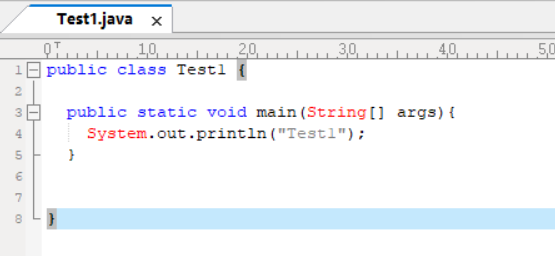 Test1.java ×
0 10 20 30 40 50
1 public class Test1 {
2
3 public static void main(String[] args){
4 System.out.println("Test1");
5 }
6
7
8 }